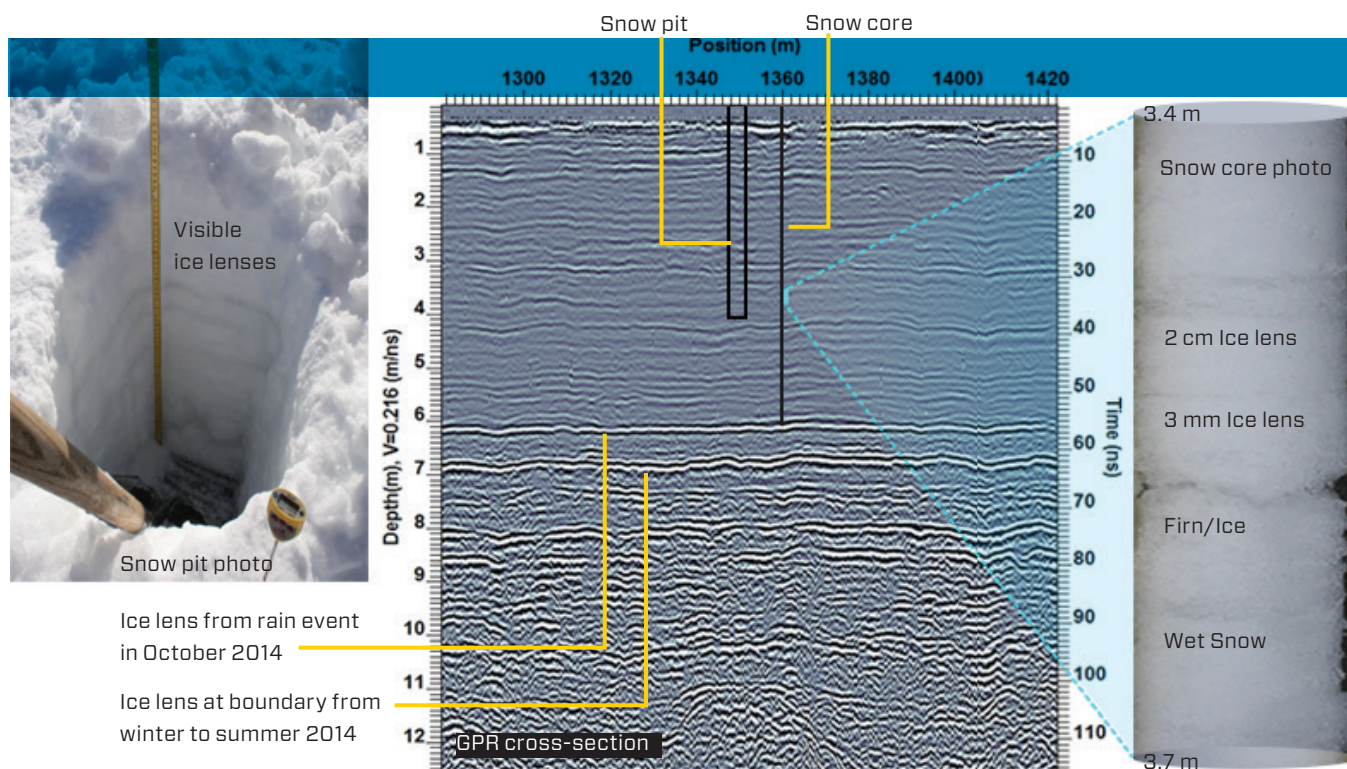 Snow pit
Snow core
Position (m)
1300 1320 1340 1360 1380 1400) 1420
3.4 m
Snow core photo
Visible
ice lenses
2 cm Ice lens
3 mm Ice lens
Firn/Ice
Wet Snow
3.7 m
Snow pit photo
Depth(m), V=0.216 (m/ns)
1
2
3
4
5
6
7
8
9
10
11
12
Time (ns)
10
20
30
40
50
60
70
80
90
100
110
Ice lens from rain event
in October 2014
Ice lens at boundary from
winter to summer 2014
GPR cross-section